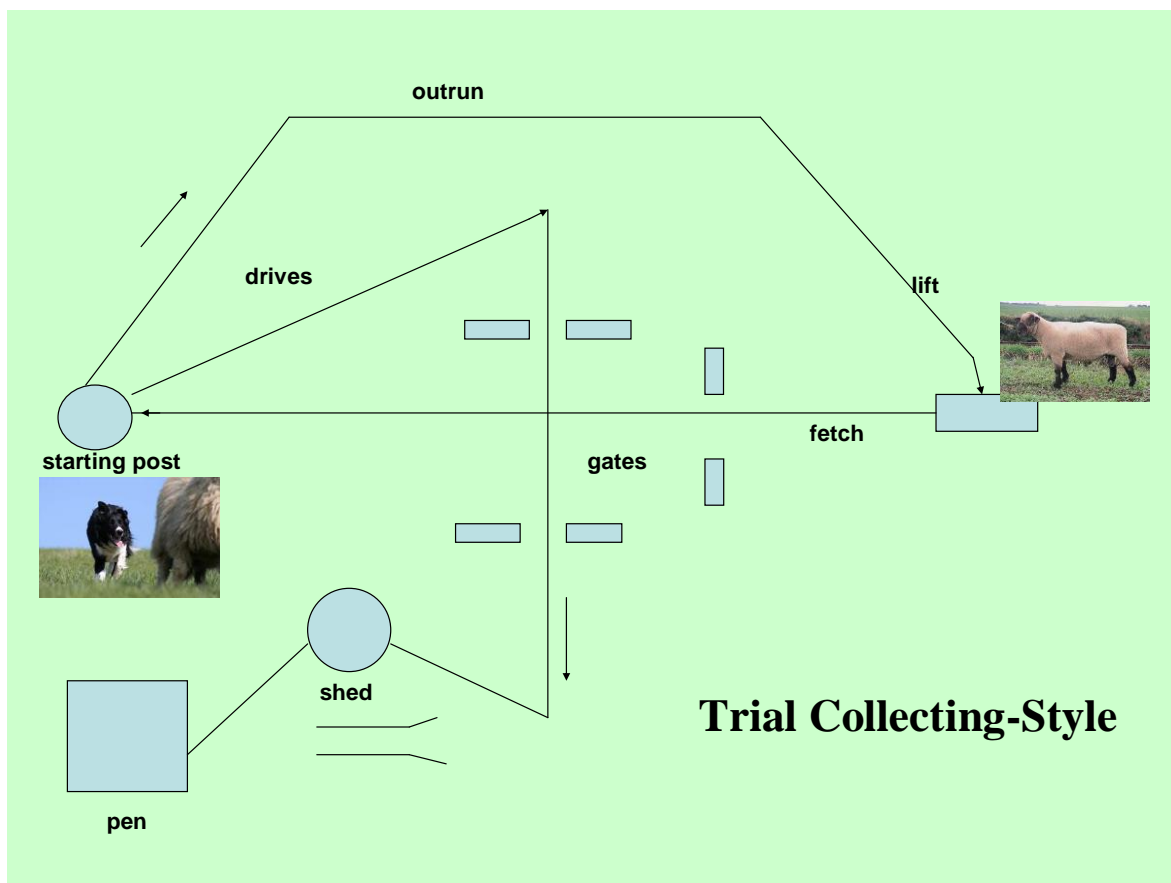 outrun
drives
lift
fetch
starting post
gates
shed
Trial Collecting-Style
pen